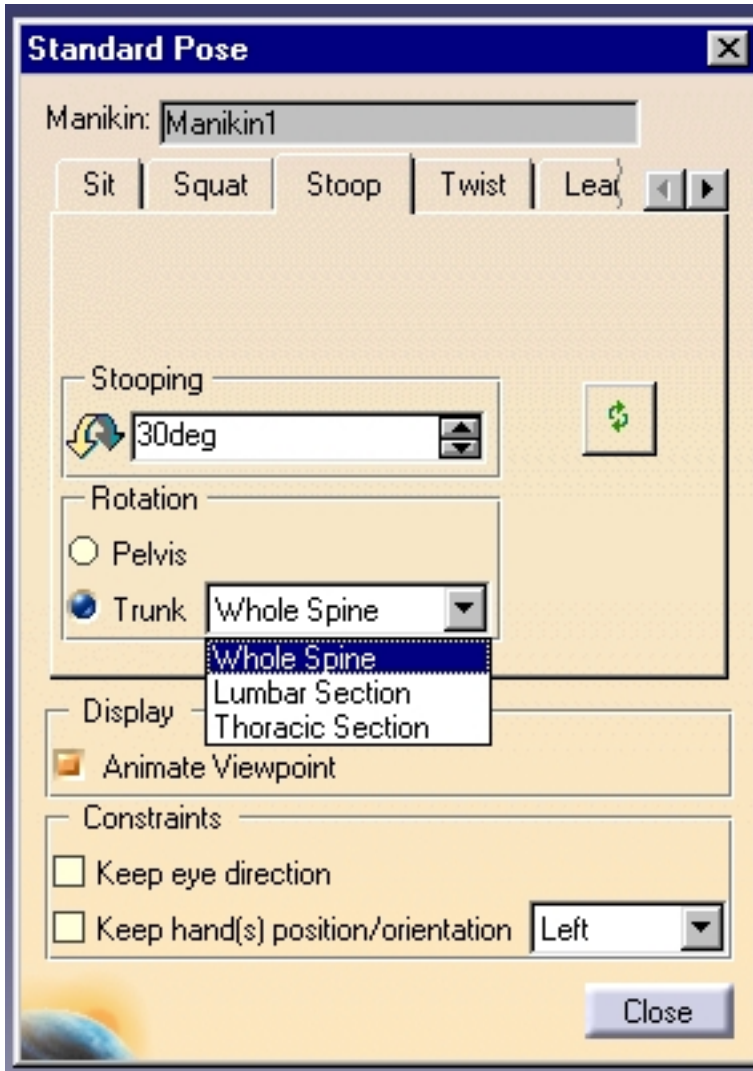 Standard Pose
Manikin: Manikin1
Sit Squat Stoop Twist Lear
Stooping
30deg
Rotation
Pelvis
Trunk Whole Spine
Whole Spine
Lumbar Section
Thoracic Section
Display
Animate Viewpoint
Constraints
Keep eye direction
Keep hand(s) position/orientation Left
Close